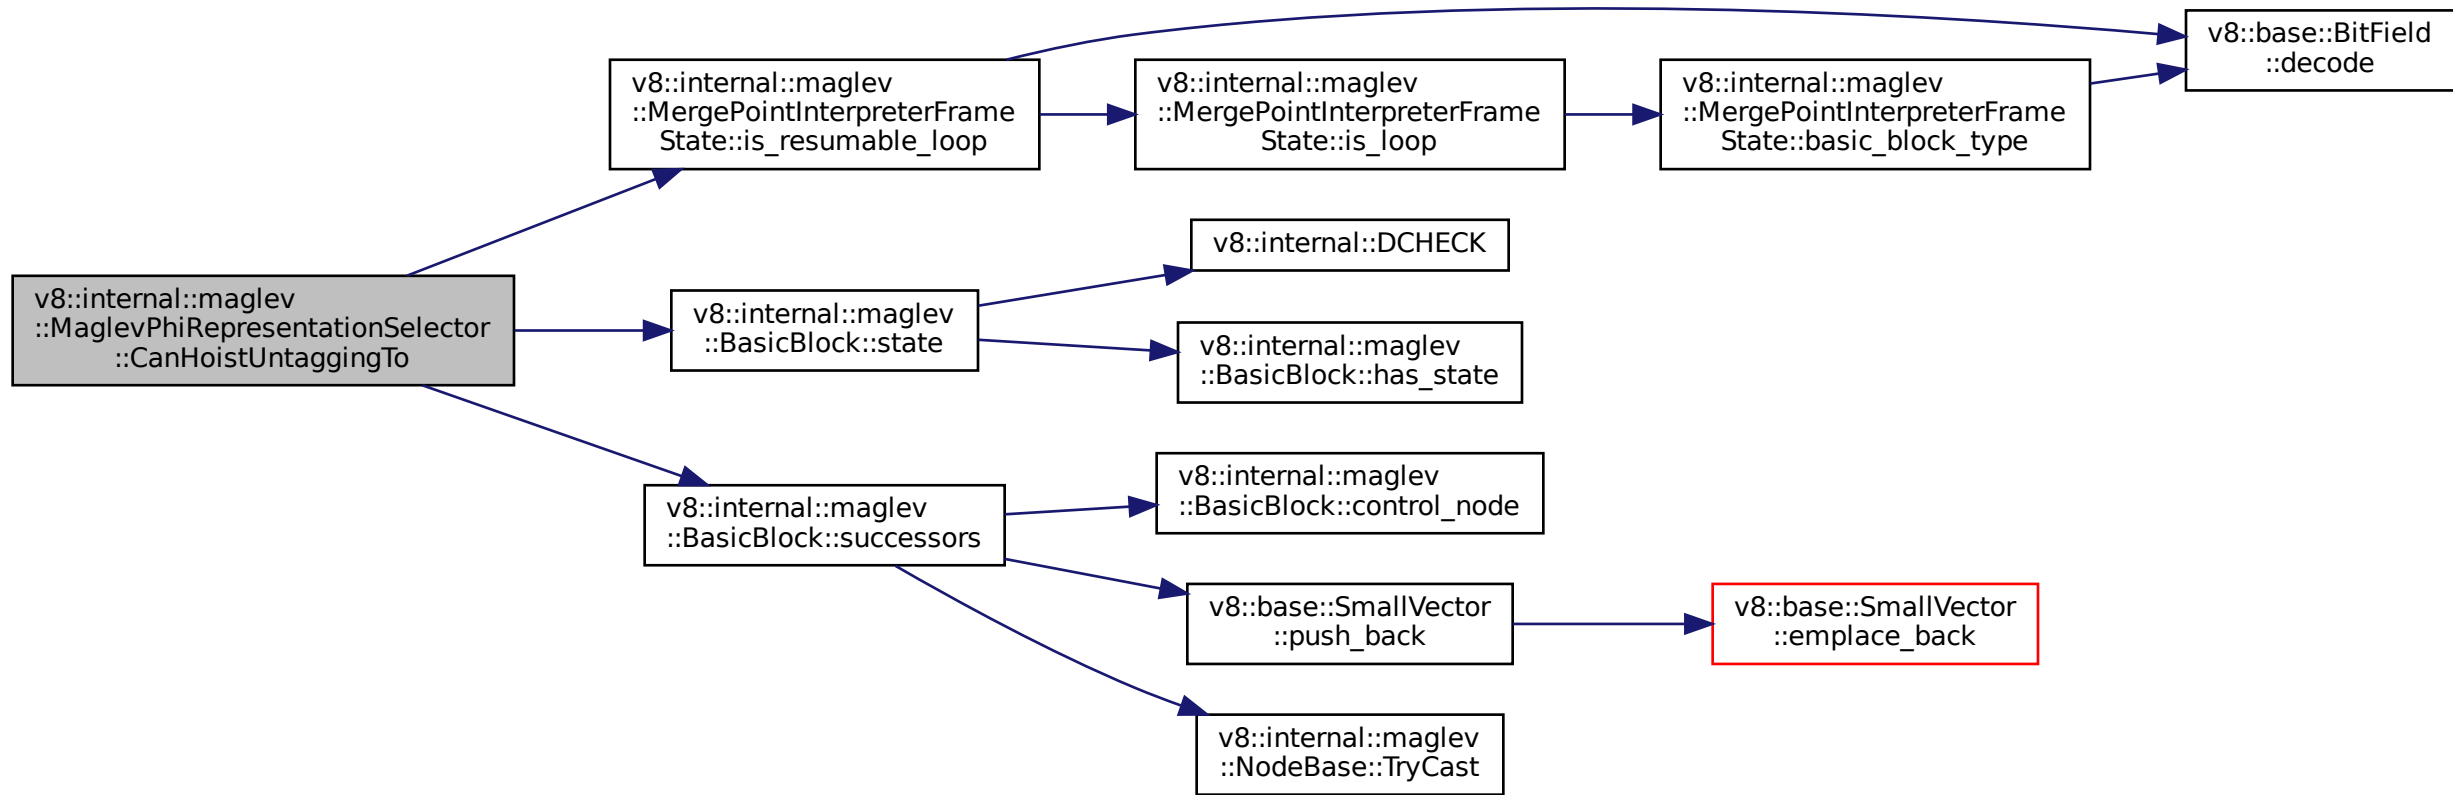 v8::internal::maglev
::MaglevPhiRepresentationSelector
::CanHoistUntaggingTo
v8::internal::maglev
::MergePointInterpreterFrame
State::is_resumable_loop
v8::internal::maglev
::MergePointInterpreterFrame
State::is_loop
v8::internal::maglev
::MergePointInterpreterFrame
State::basic_block_type
v8::base::BitField
::decode
v8::internal::maglev
::BasicBlock::state
v8::internal::DCHECK
v8::internal::maglev
::BasicBlock::has_state
v8::internal::maglev
::BasicBlock::successors
v8::internal::maglev
::BasicBlock::control_node
v8::base::SmallVector
::push_back
v8::base::SmallVector
::emplace_back
v8::internal::maglev
::NodeBase::TryCast